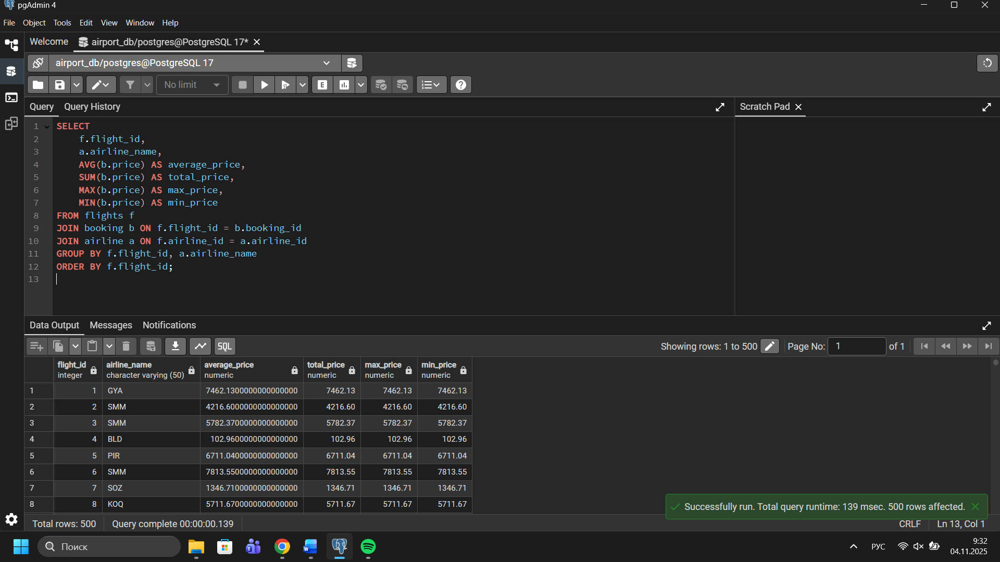 pgAdmin 4
File Object Tools Edit View Window Help
Welcome airport_db/postgres@PostgreSQL 17*
airport_db/postgres@PostgreSQL 17
No limit E
Query Query History Scratch Pad
1 SELECT
2 f.flight_id,
3 a.airline_name,
4 AVG(b.price) AS average_price,
5 SUM(b.price) AS total_price,
6 MAX(b.price) AS max_price,
7 MIN(b.price) AS min_price
8 FROM flights f
9 JOIN booking b ON f.flight_id = b.booking_id
10 JOIN airline a ON f.airline_id = a.airline_id
11 GROUP BY f.flight_id, a.airline_name
12 ORDER BY f.flight_id;
13
Data Output Messages Notifications
SQL Showing rows: 1 to 500 Page No: 1 of 1
flight_id airline_name average_price total_price max_price min_price
integer character varying (50) numeric numeric numeric numeric
1 1 GYA 7462.1300000000000000 7462.13 7462.13 7462.13
2 2 SMM 4216.6000000000000000 4216.60 4216.60 4216.60
3 3 SMM 5782.3700000000000000 5782.37 5782.37 5782.37
4 4 BLD 102.9600000000000000 102.96 102.96 102.96
5 5 PIR 6711.0400000000000000 6711.04 6711.04 6711.04
6 6 SMM 7813.5500000000000000 7813.55 7813.55 7813.55
7 7 SOZ 1346.7100000000000000 1346.71 1346.71 1346.71
8 8 KOQ 5711.6700000000000000 5711.67 5711.67 5711.67
Successfully run. Total query runtime: 139 msec. 500 rows affected.
Total rows: 500 Query complete 00:00:00.139 CRLF Ln 13, Col 1
Поиск РУС 9:32
04.11.2025